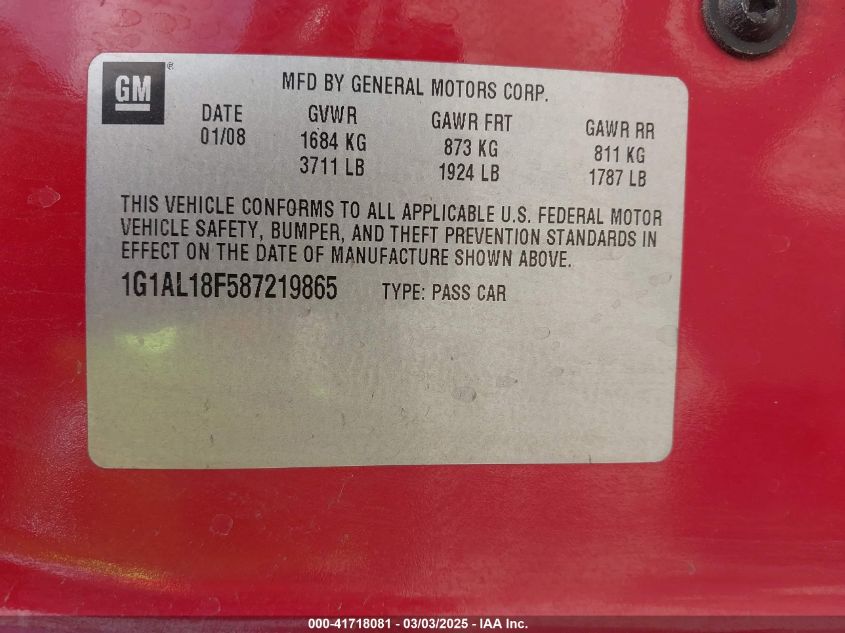 GM®
MFD BY GENERAL MOTORS CORP.
DATE GVWR GAWR FRT GAWR RR
01/08 1684 KG 873 KG 811 KG
3711 LB 1924 LB 1787 LB
THIS VEHICLE CONFORMS TO ALL APPLICABLE U.S. FEDERAL MOTOR
VEHICLE SAFETY, BUMPER, AND THEFT PREVENTION STANDARDS IN
EFFECT ON THE DATE OF MANUFACTURE SHOWN ABOVE.
1G1AL18F587219865 TYPE: PASS CAR
000-41718081 - 03/03/2025 - IAA Inc.